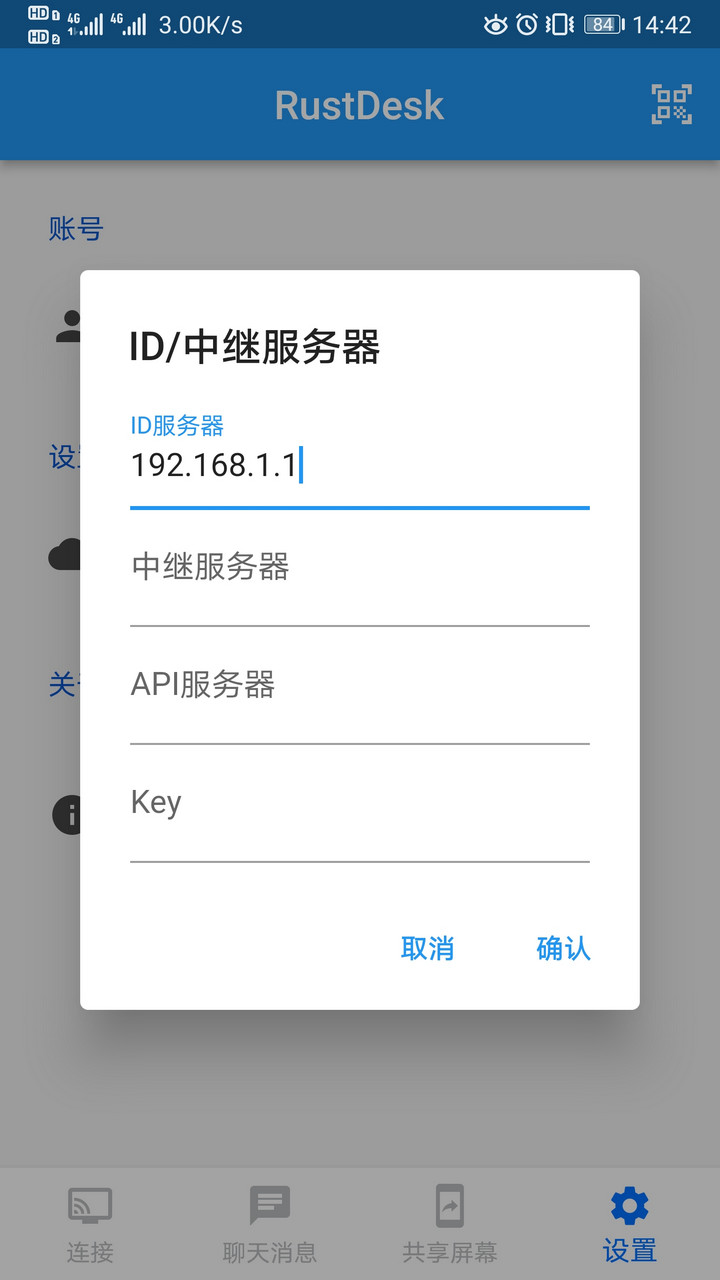 HD 1 4G 4G 3.00K/s 84 14:42
HD 2
RustDesk
账号
ID/中继服务器
ID服务器
192.168.1.1
设
中继服务器
关
API服务器
Key
取消 确认
连接 聊天消息 共享屏幕 设置